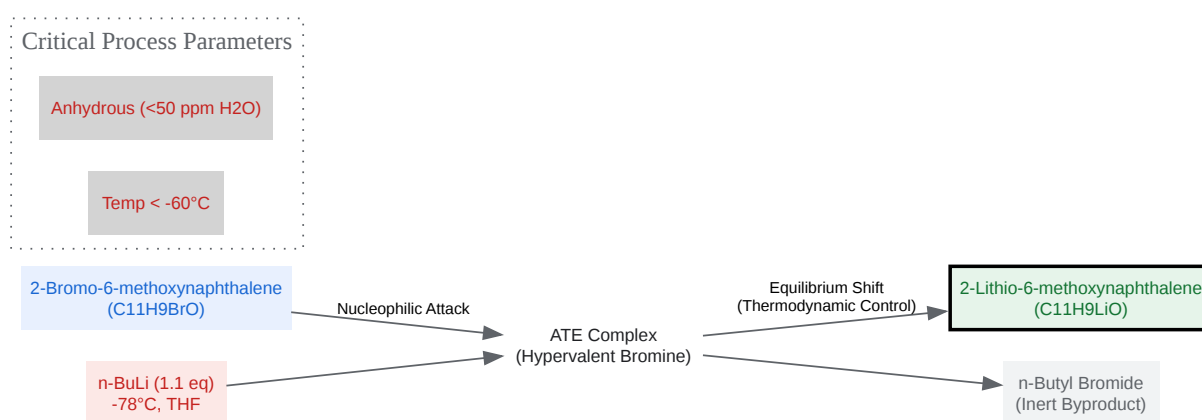 Critical Process Parameters
Anhydrous (<50 ppm H2O)
Temp < -60°C
2-Bromo-6-methoxynaphthalene
(C11H9BrO)
Nucleophilic Attack
n-BuLi (1.1 eq)
-78°C, THF
ATE Complex
(Hypervalent Bromine)
Equilibrium Shift
(Thermodynamic Control)
2-Lithio-6-methoxynaphthalene
(C11H9LiO)
n-Butyl Bromide
(Inert Byproduct)